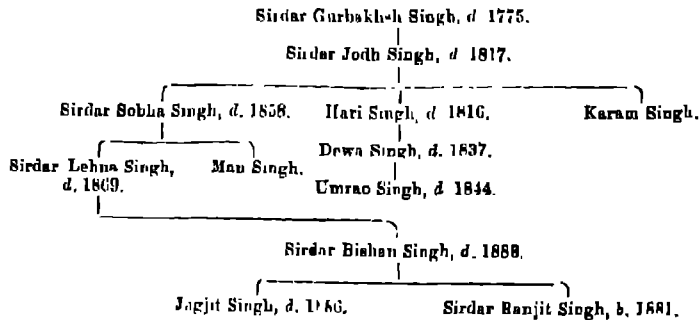 Sirdar Gurbakhsh Singh, d 1775.
Sirdar Jodh Singh, d 1817.
Sirdar Sobha Singh, d. 1858. Hari Singh, d 1816. Karam Singh.
Dewa Singh, d. 1837.
Sirdar Lehna Singh, Man Singh.
d. 1869. Umrao Singh, d 1844.
Sirdar Bishan Singh, d. 1888.
Jagjit Singh, d. Sirdar Ranjit Singh, b. 1881.